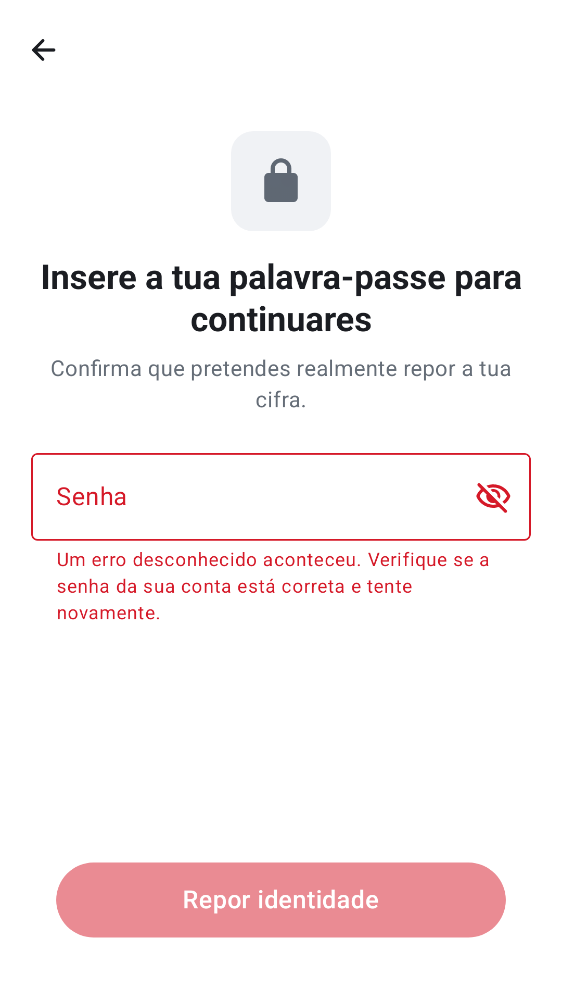 Insere a tua palavra-passe para
continuares
Confirma que pretendes realmente repor a tua
cifra.
Senha
Um erro desconhecido aconteceu. Verifique se a
senha da sua conta está correta e tente
novamente.
Repor identidade